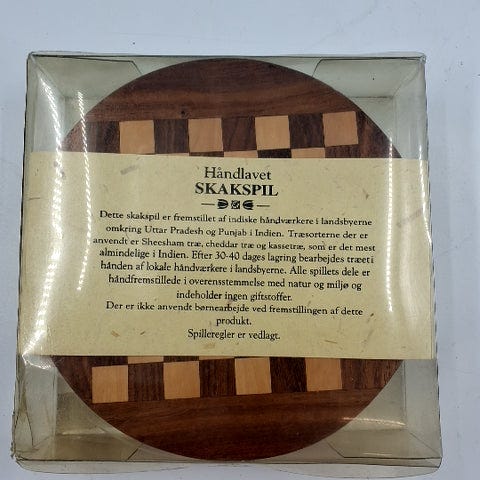 Håndlavet
SKAKSPIL
Dette skakspil er fremstillet af indiske håndværkere i landsbyerne
omkring Uttar Pradesh og Punjab i Indien. Træsorterne der er
anvendt er Sheesham træ, cheddar træ og kassetræ, som er det mest
almindelige i Indien. Efter 30-40 dages lagring bearbejdes træet i
hånden af lokale håndværkere i landsbyerne. Alle spillets dele er
håndfremstillede i overensstemmelse med natur og miljø og
indeholder ingen giftstoffer.
Der er ikke anvendt børnearbejde ved fremstillingen af dette
produkt.
Spilleregler er vedlagt.